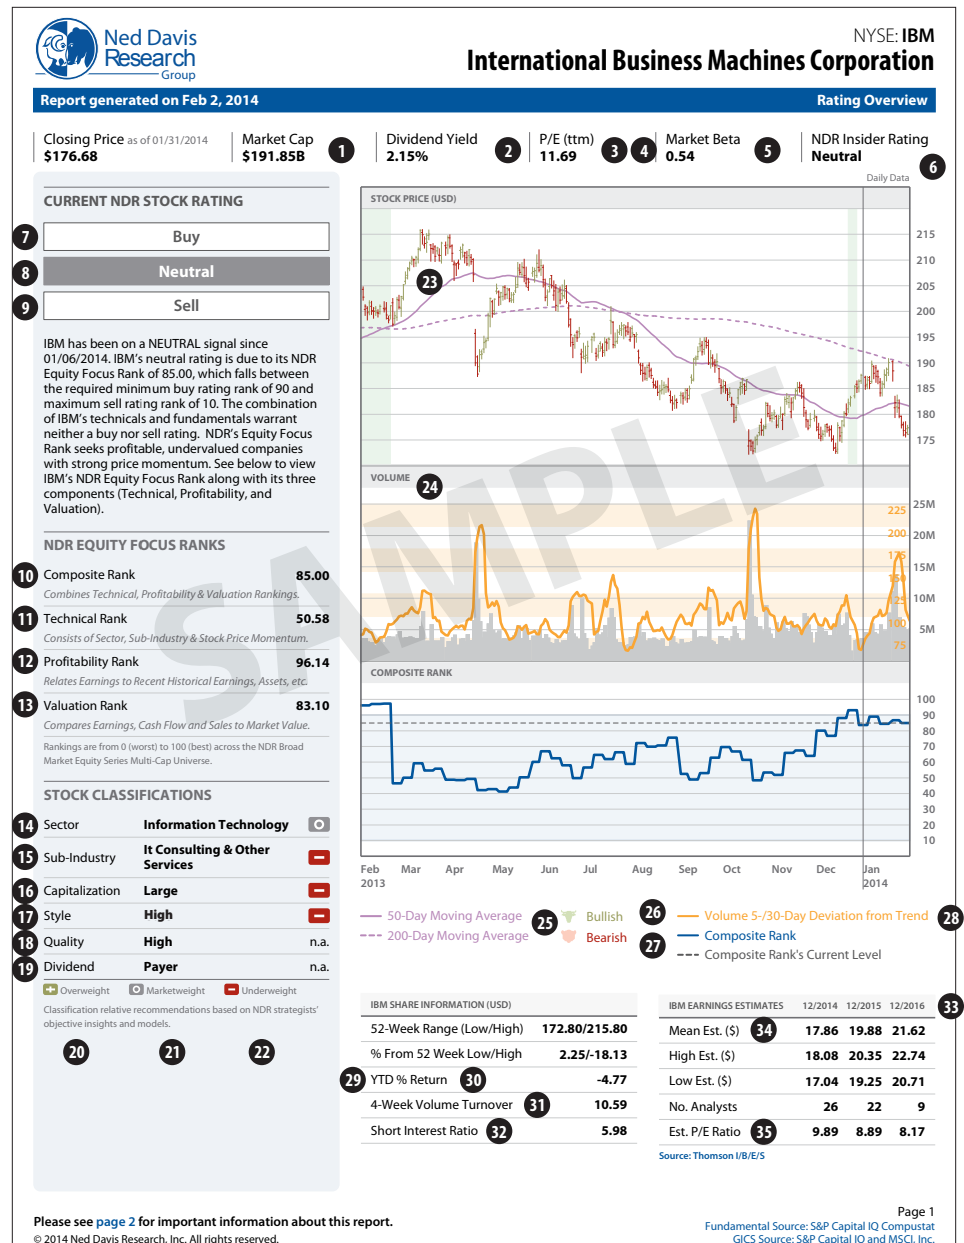 Ned Davis
Research
Group
NYSE: IBM
International Business Machines Corporation
Report generated on Feb 2, 2014
Rating Overview
Closing Price as of 01/31/2014
$176.68
Market Cap
$191.85B
1
Dividend Yield
2.15%
2
P/E (ttm)
11.69
3
4
Market Beta
0.54
5
NDR Insider Rating
Neutral
6
CURRENT NDR STOCK RATING
7
Buy
8
Neutral
9
Sell
IBM has been on a NEUTRAL signal since
01/06/2014. IBM's neutral rating is due to its NDR
Equity Focus Rank of 85.00, which falls between
the required minimum buy rating rank of 90 and
maximum sell rating rank of 10. The combination
of IBM's technicals and fundamentals warrant
neither a buy nor sell rating. NDR's Equity Focus
Rank seeks profitable, undervalued companies
with strong price momentum. See below to view
IBM's NDR Equity Focus Rank along with its three
components (Technical, Profitability, and
Valuation).
NDR EQUITY FOCUS RANKS
10 Composite Rank 85.00
Combines Technical, Profitability & Valuation Rankings.
11 Technical Rank 50.58
Consists of Sector, Sub-Industry & Stock Price Momentum.
12 Profitability Rank 96.14
Relates Earnings to Recent Historical Earnings, Assets, etc.
13 Valuation Rank 83.10
Compares Earnings, Cash Flow and Sales to Market Value.
Rankings are from 0 (worst) to 100 (best) across the NDR Broad
Market Equity Series Multi-Cap Universe.
STOCK CLASSIFICATIONS
14 Sector Information Technology
15 Sub-Industry It Consulting & Other
Services
16 Capitalization Large
17 Style High
18 Quality High n.a.
19 Dividend Payer n.a.
Overweight Marketweight Underweight
Classification relative recommendations based on NDR strategists'
objective insights and models.
20 21 22
Daily Data
STOCK PRICE (USD)
23
215
210
205
200
195
190
185
180
175
SAMPLE
VOLUME
24
25M
20M
15M
10M
5M
225
200
175
150
125
100
75
COMPOSITE RANK
100
90
80
70
60
50
40
30
20
10
Feb Mar Apr May Jun Jul Aug Sep Oct Nov Dec Jan
2013 2014
50-Day Moving Average
200-Day Moving Average
25
Bullish
Bearish
26
27
Volume 5-/30-Day Deviation from Trend
28
Composite Rank
Composite Rank's Current Level
IBM SHARE INFORMATION (USD)
52-Week Range (Low/High) 172.80/215.80
% From 52 Week Low/High 2.25/-18.13
29 YTD % Return 30 -4.77
4-Week Volume Turnover 31 10.59
Short Interest Ratio 32 5.98
IBM EARNINGS ESTIMATES 12/2014 12/2015 12/2016 33
Mean Est. ($) 34 17.86 19.88 21.62
High Est. ($) 18.08 20.35 22.74
Low Est. ($) 17.04 19.25 20.71
No. Analysts 26 22 9
Est. P/E Ratio 35 9.89 8.89 8.17
Source: Thomson I/B/E/S
Please see page 2 for important information about this report.
© 2014 Ned Davis Research, Inc. All rights reserved.
Page 1
Fundamental Source: S&P Capital IQ Compustat
GICS Source: S&P Capital IQ and MSCI, Inc.